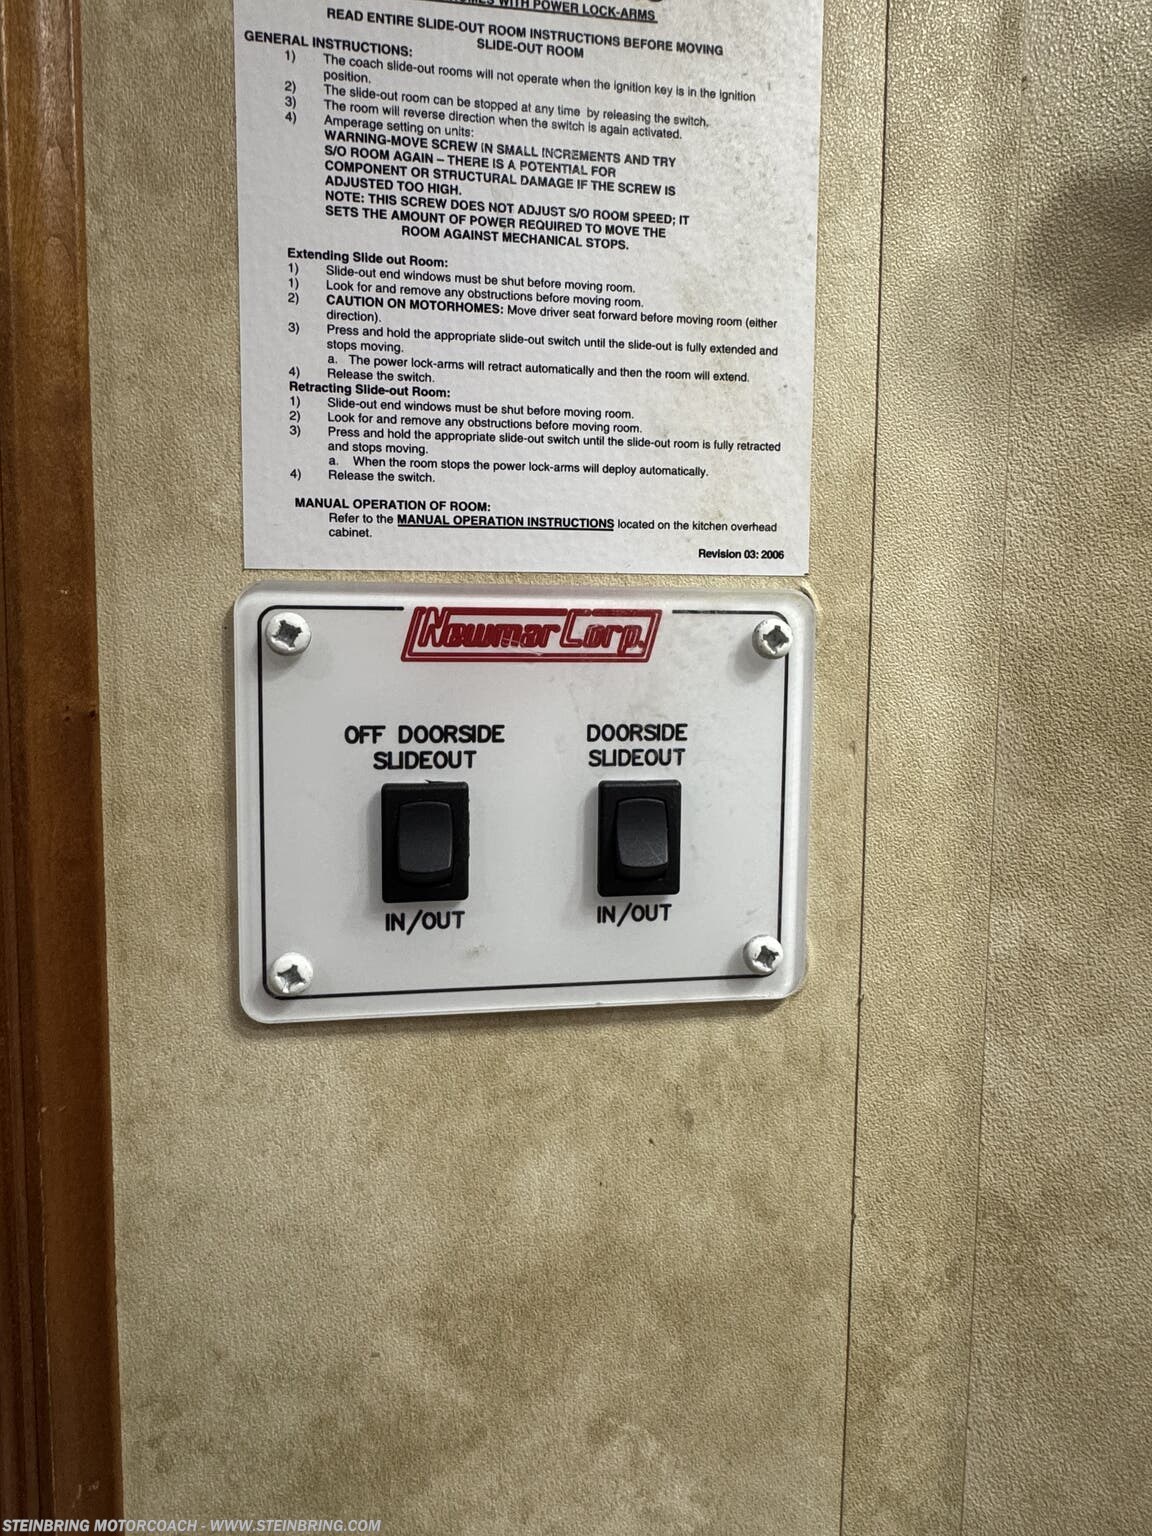 WITH POWER LOCK-ARMS
READ ENTIRE SLIDE-OUT ROOM INSTRUCTIONS BEFORE MOVING
SLIDE-OUT ROOM
GENERAL INSTRUCTIONS:
1) The coach slide-out rooms will not operate when the ignition key is in the ignition
position.
2) The slide-out room can be stopped at any time by releasing the switch.
3) The room will reverse direction when the switch is again activated.
4) Amperage setting on units:
WARNING-MOVE SCREW IN SMALL INCREMENTS AND TRY
S/O ROOM AGAIN – THERE IS A POTENTIAL FOR
COMPONENT OR STRUCTURAL DAMAGE IF THE SCREW IS
ADJUSTED TOO HIGH.
NOTE: THIS SCREW DOES NOT ADJUST S/O ROOM SPEED; IT
SETS THE AMOUNT OF POWER REQUIRED TO MOVE THE
ROOM AGAINST MECHANICAL STOPS.
Extending Slide out Room:
1) Slide-out end windows must be shut before moving room.
1) Look for and remove any obstructions before moving room.
2) CAUTION ON MOTORHOMES: Move driver seat forward before moving room (either
direction).
3) Press and hold the appropriate slide-out switch until the slide-out is fully extended and
stops moving.
a. The power lock-arms will retract automatically and then the room will extend.
4) Release the switch.
Retracting Slide-out Room:
1) Slide-out end windows must be shut before moving room.
2) Look for and remove any obstructions before moving room.
3) Press and hold the appropriate slide-out switch until the slide-out room is fully retracted
and stops moving.
a. When the room stops the power lock-arms will deploy automatically.
4) Release the switch.
MANUAL OPERATION OF ROOM:
Refer to the MANUAL OPERATION INSTRUCTIONS located on the kitchen overhead
cabinet.
Revision 03: 2006
Newmar Corp.
OFF DOORSIDE
SLIDEOUT
IN/OUT
DOORSIDE
SLIDEOUT
IN/OUT
STEINBRING MOTORCOACH - WWW.STEINBRING.COM